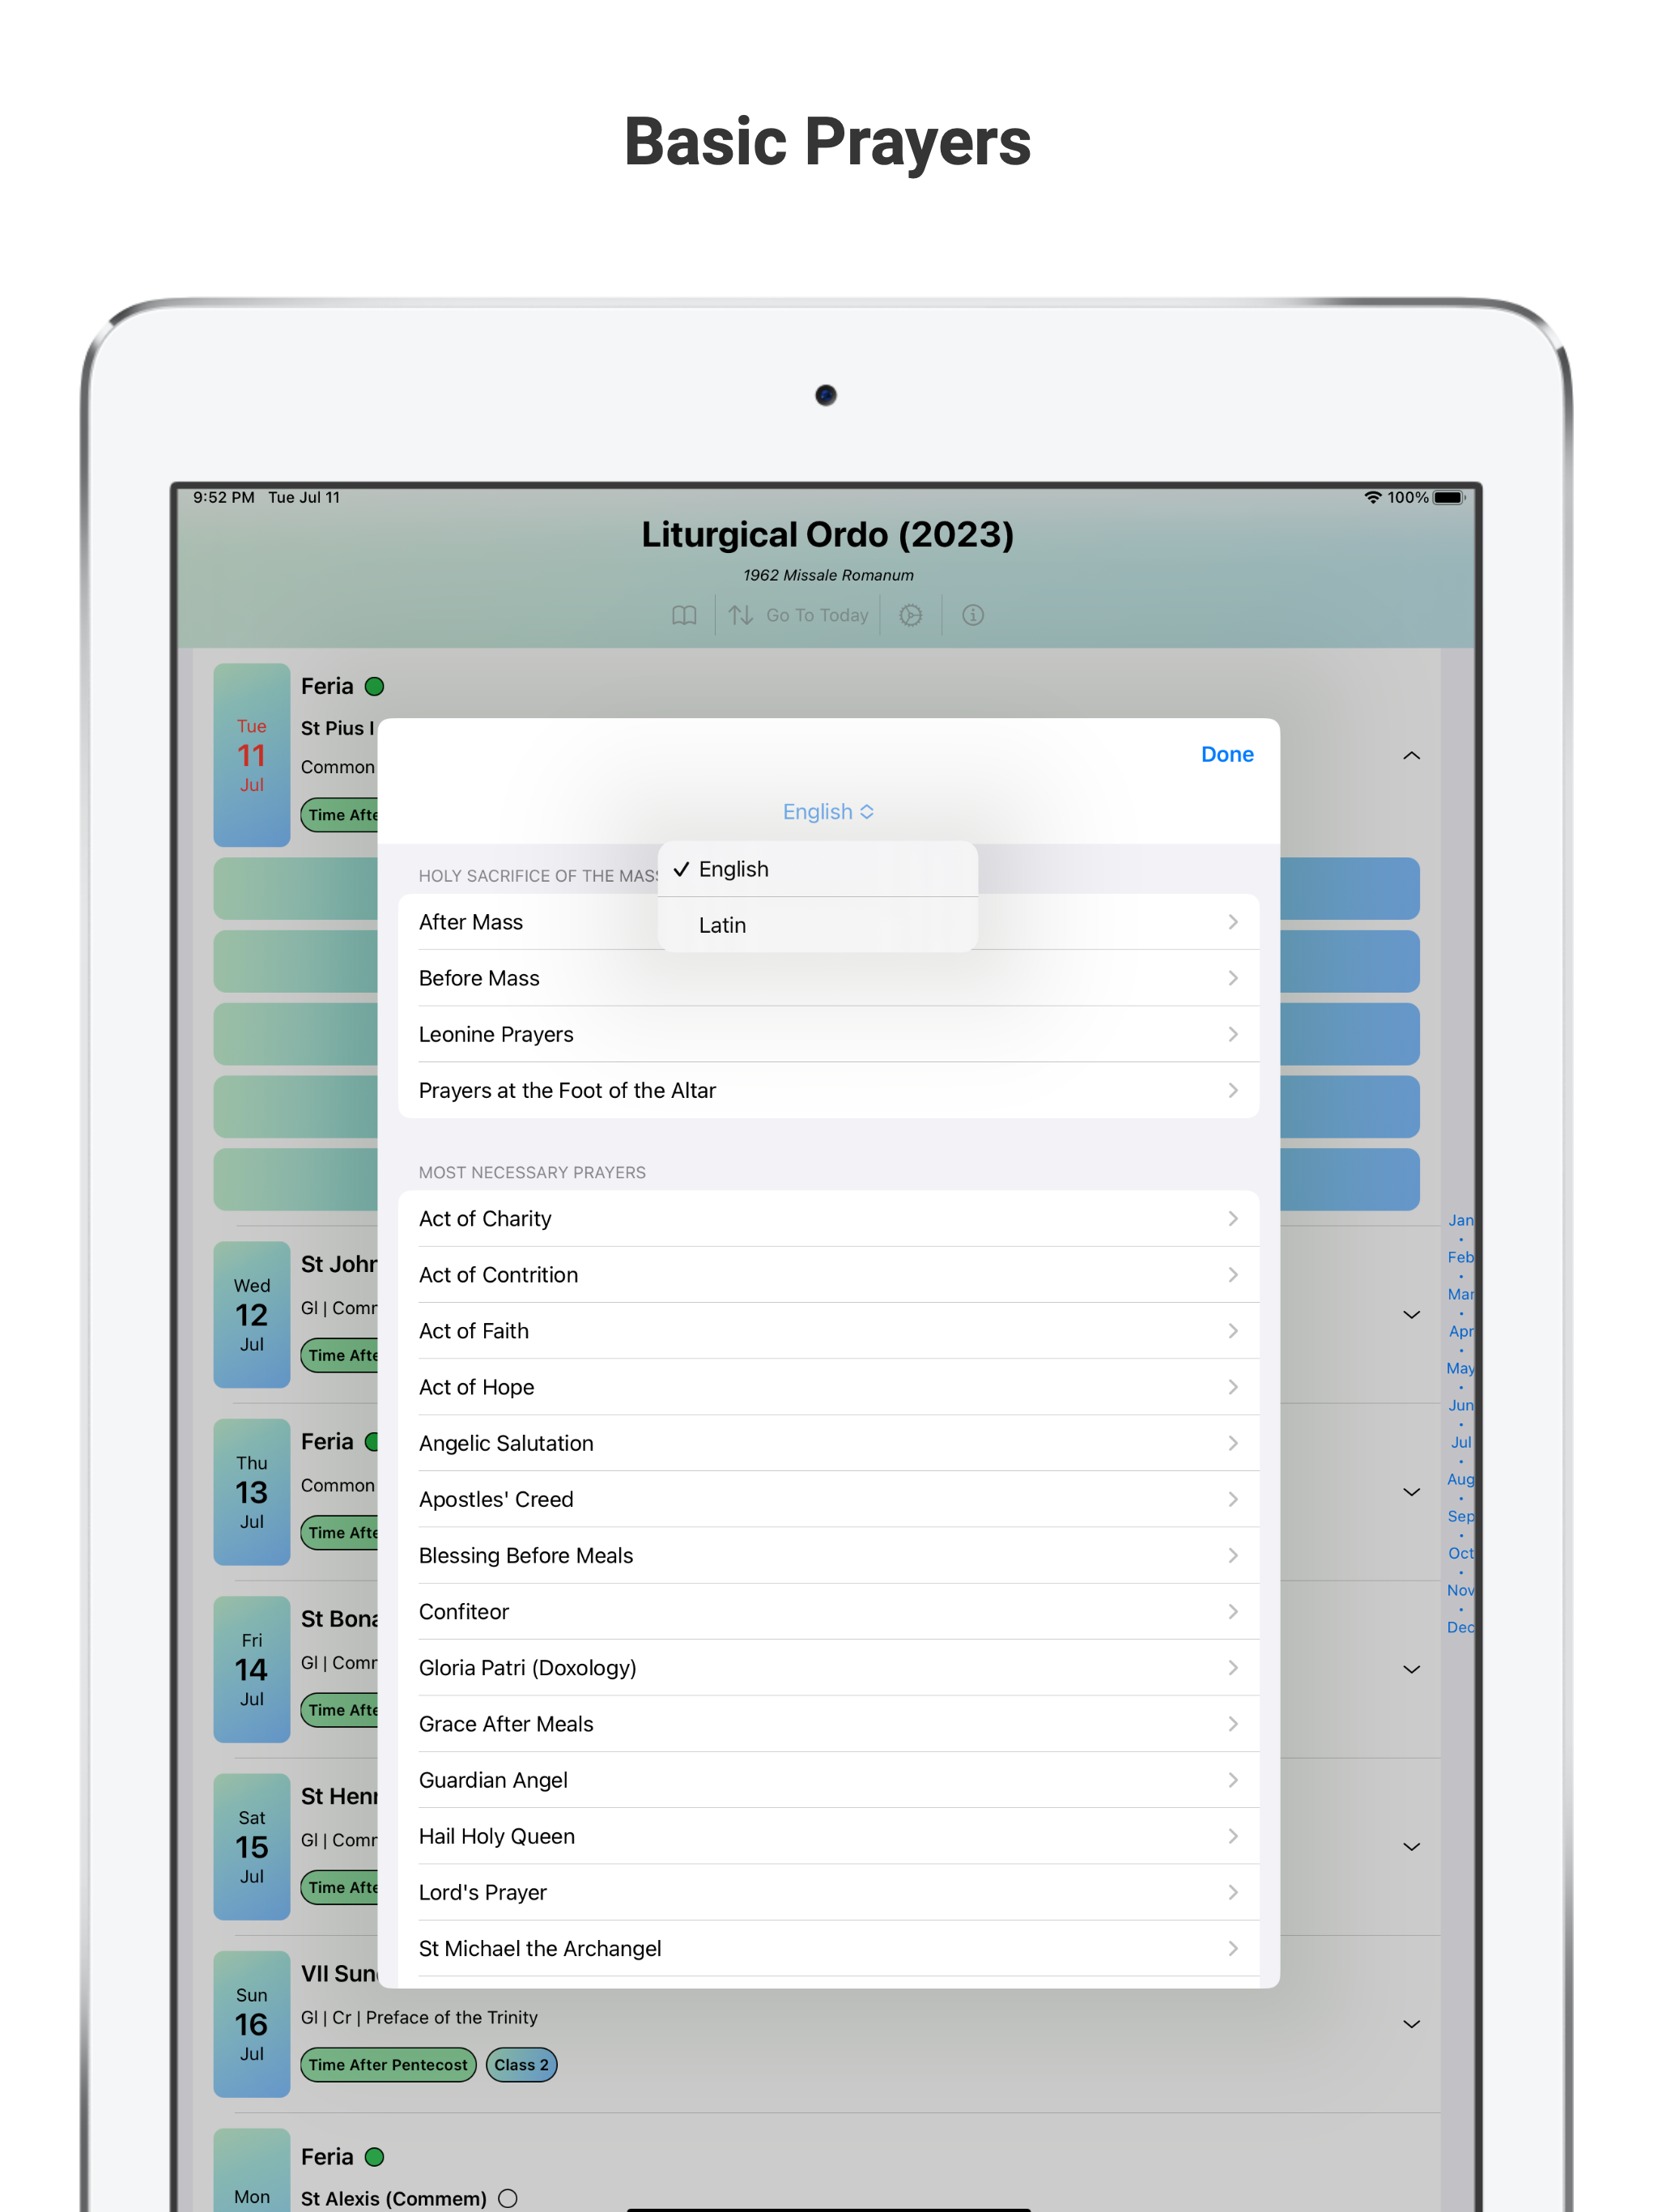 Basic Prayers
9:52 PM Tue Jul 11
100%
Liturgical Ordo (2023)
1962 Missale Romanum
Go To Today
Feria
Tue
11
Jul
St Pius I
Common
Time Afte
Done
English
English
Latin
HOLY SACRIFICE OF THE MASS
After Mass
Before Mass
Leonine Prayers
Prayers at the Foot of the Altar
MOST NECESSARY PRAYERS
Act of Charity
Act of Contrition
Act of Faith
Act of Hope
Angelic Salutation
Apostles' Creed
Blessing Before Meals
Confiteor
Gloria Patri (Doxology)
Grace After Meals
Guardian Angel
Hail Holy Queen
Lord's Prayer
St Michael the Archangel
Wed
12
Jul
St John
Gl | Comm
Time Afte
Thu
13
Jul
Feria
Common
Time Afte
Fri
14
Jul
St Bona
Gl | Comm
Time Afte
Sat
15
Jul
St Henr
Gl | Comm
Time Afte
Sun
16
Jul
VII Sun
Gl | Cr | Preface of the Trinity
Time After Pentecost
Class 2
Mon
Feria
St Alexis (Commem)
Jan
Feb
Mar
Apr
May
Jun
Jul
Aug
Sep
Oct
Nov
Dec